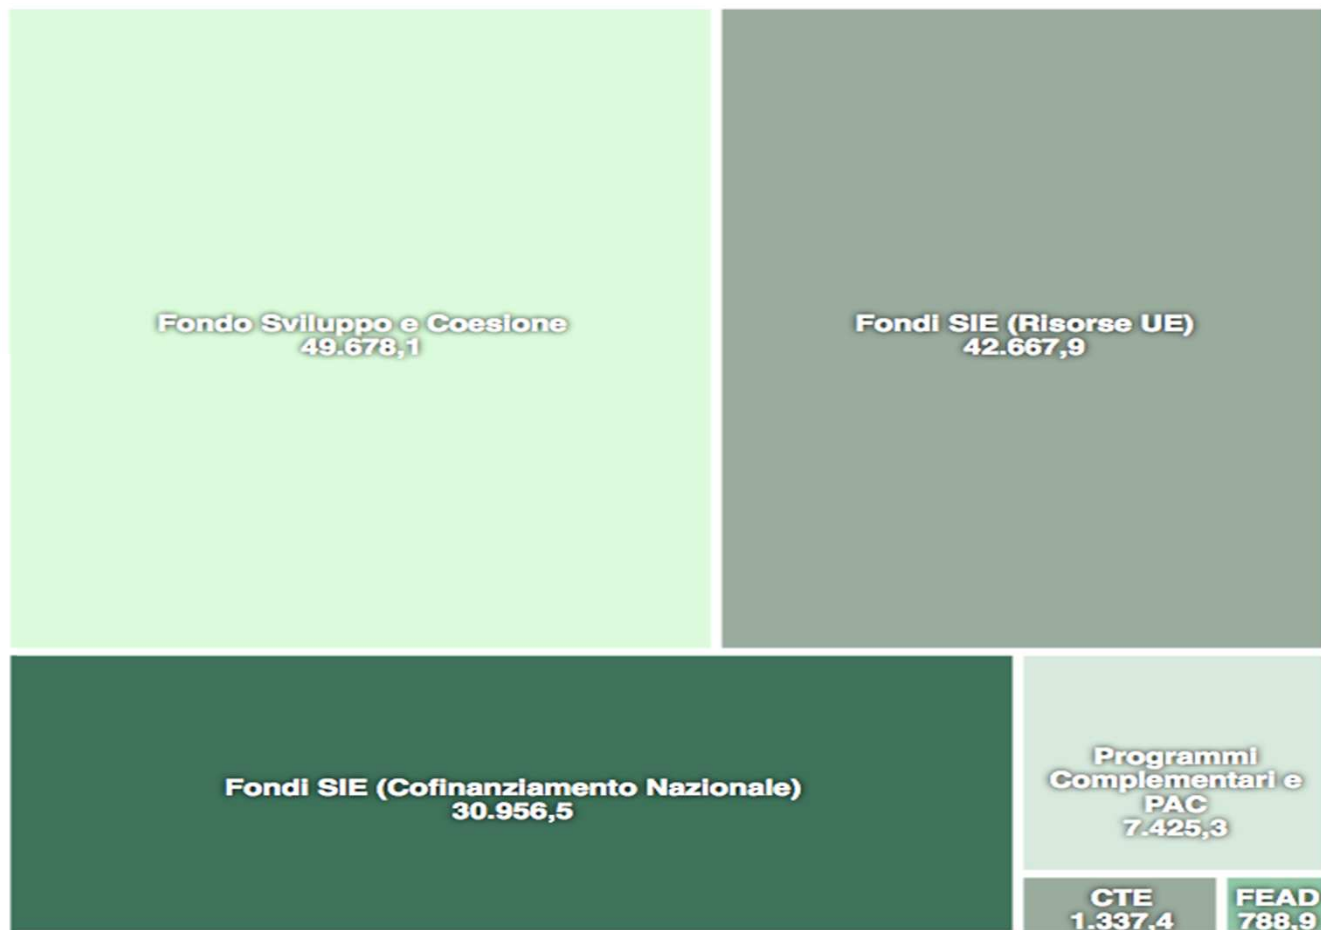 Fondo Sviluppo e Coesione
49.678,1
Fondi SIE (Risorse UE)
42.667,9
Fondi SIE (Cofinanziamento Nazionale)
30.956,5
Programmi
Complementari e
PAC
7.425,3
CTE
1.337,4
FEAD
788,9